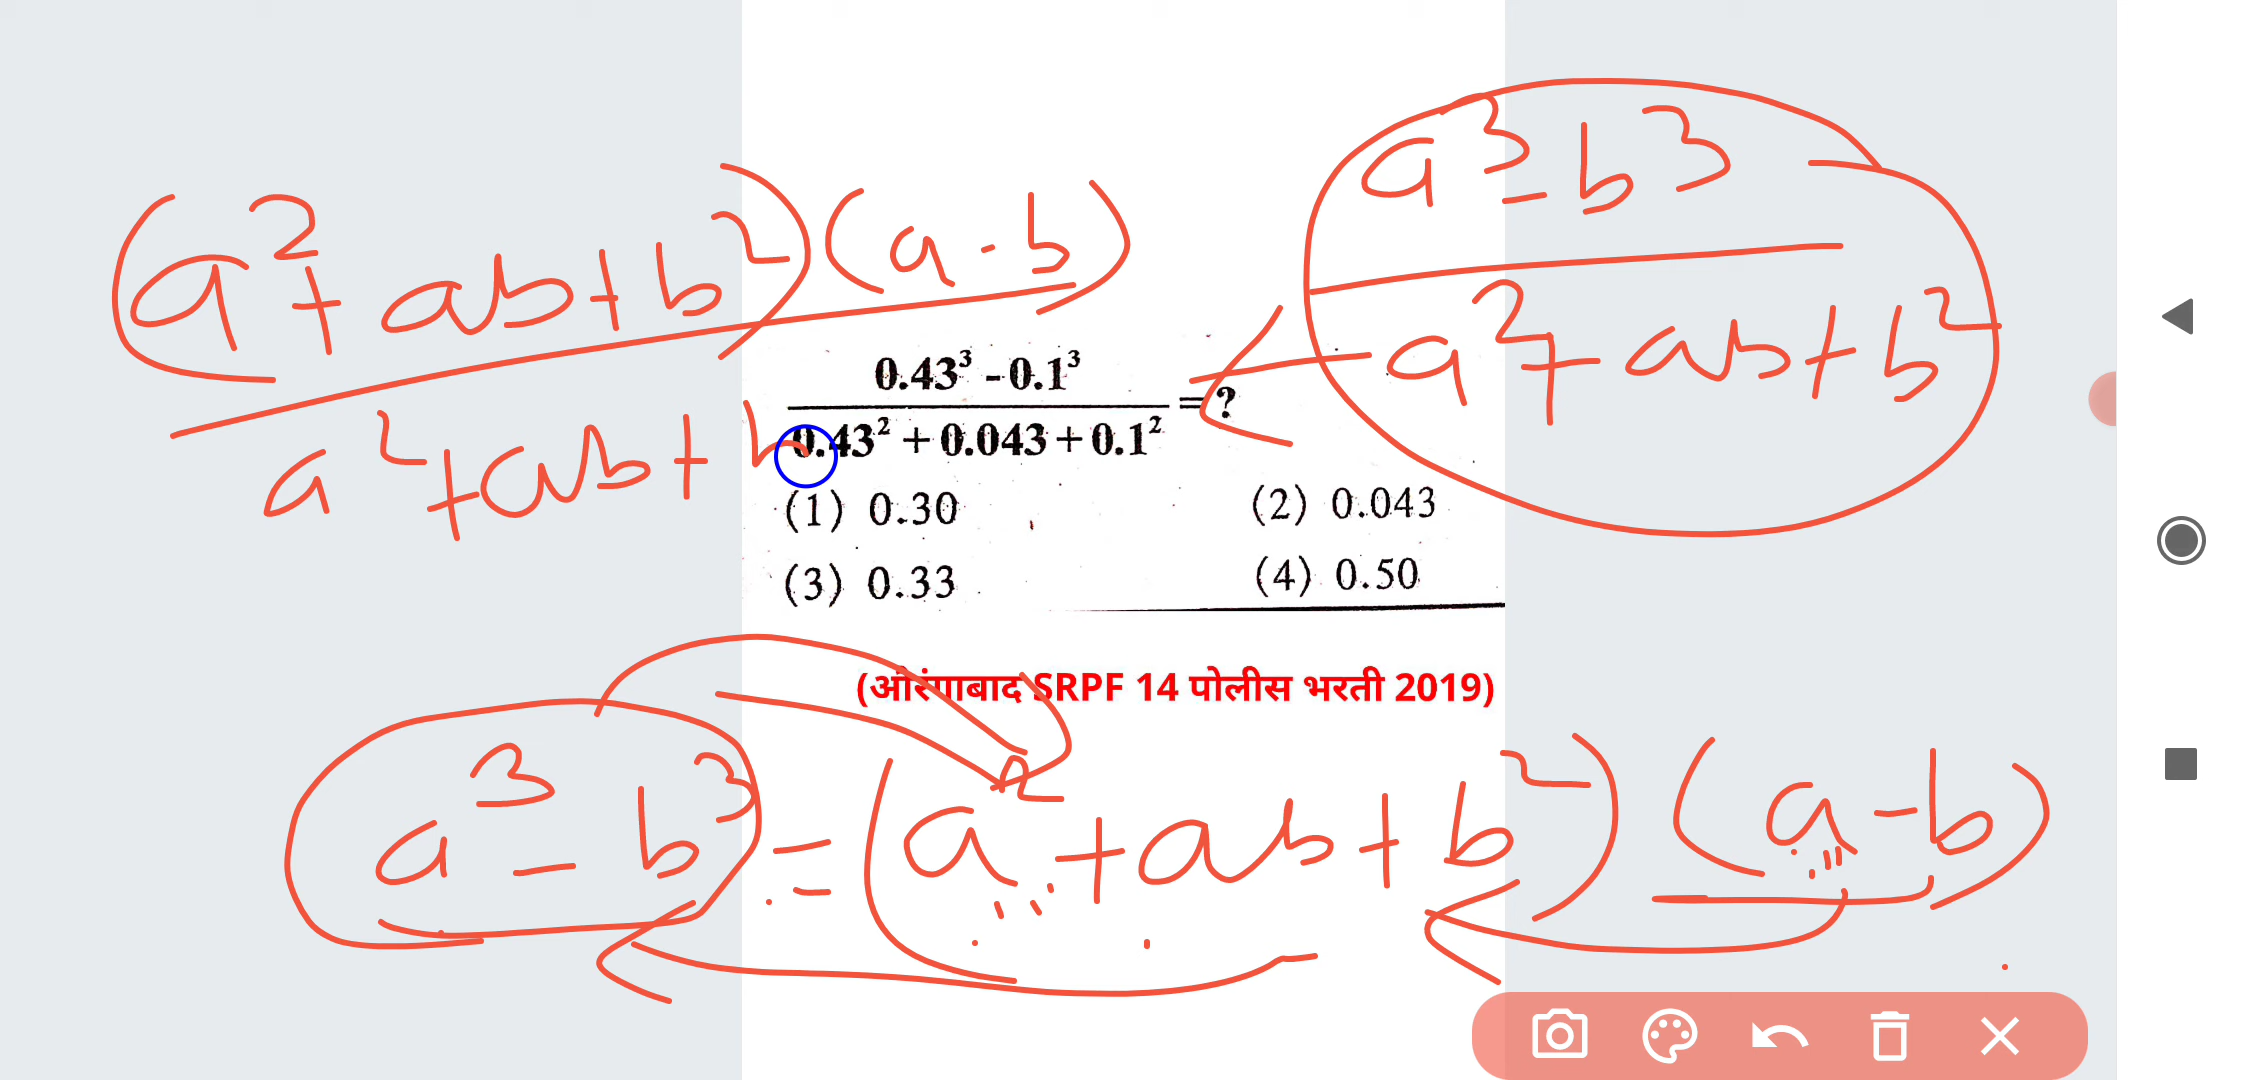 a³ - b³
(a² + ab + b²)(a - b)
a² + ab + b²
a² + ab + b
0.43³ - 0.1³
= ?
0.43² + 0.043 + 0.1²
(1) 0.30 (2) 0.043
(3) 0.33 (4) 0.50
(औरंगाबाद SRPF 14 पोलीस भरती 2019)
a³ - b³ = (a² + ab + b²) (a - b)